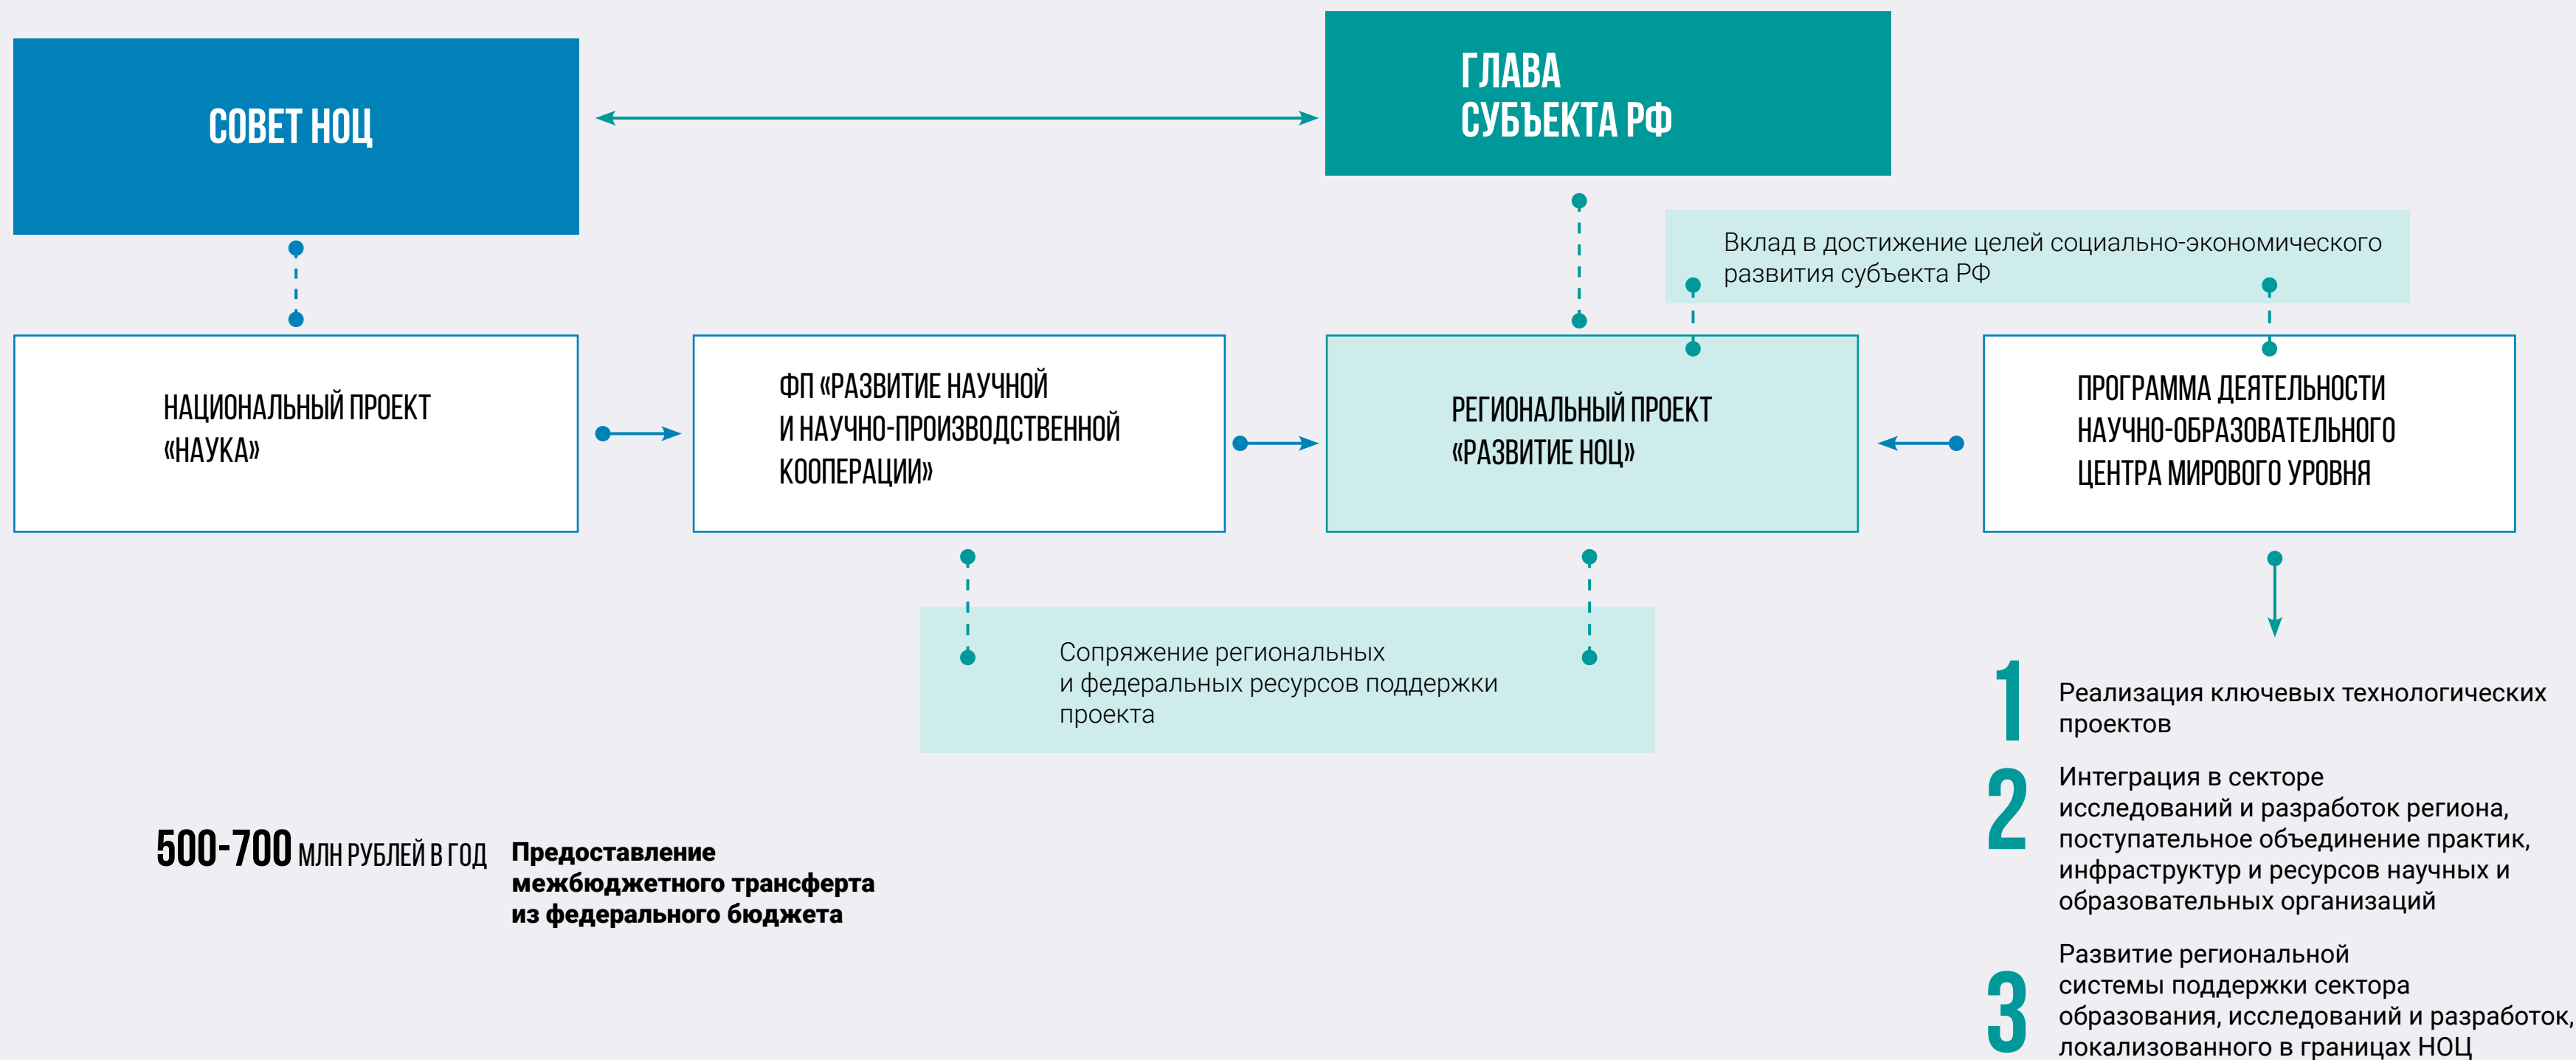 СОВЕТ НОЦ
ГЛАВА
СУБЪЕКТА РФ
Вклад в достижение целей социально-экономического
развития субъекта РФ
НАЦИОНАЛЬНЫЙ ПРОЕКТ
«НАУКА»
ФП «РАЗВИТИЕ НАУЧНОЙ
И НАУЧНО-ПРОИЗВОДСТВЕННОЙ
КООПЕРАЦИИ»
РЕГИОНАЛЬНЫЙ ПРОЕКТ
«РАЗВИТИЕ НОЦ»
ПРОГРАММА ДЕЯТЕЛЬНОСТИ
НАУЧНО-ОБРАЗОВАТЕЛЬНОГО
ЦЕНТРА МИРОВОГО УРОВНЯ
Сопряжение региональных
и федеральных ресурсов поддержки
проекта
500-700 МЛН РУБЛЕЙ В ГОД
Предоставление
межбюджетного трансферта
из федерального бюджета
1
Реализация ключевых технологических
проектов
2
Интеграция в секторе
исследований и разработок региона,
поступательное объединение практик,
инфраструктур и ресурсов научных и
образовательных организаций
3
Развитие региональной
системы поддержки сектора
образования, исследований и разработок,
локализованного в границах НОЦ